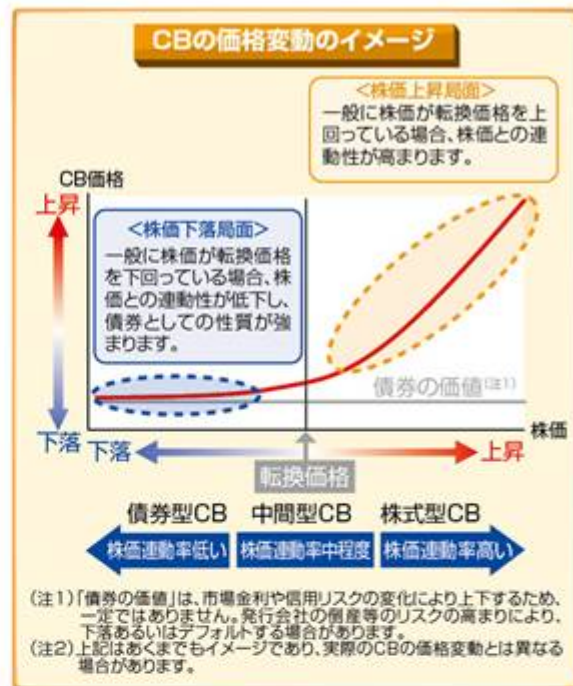 CBの価格変動のイメージ
＜株価上昇局面＞
一般に株価が転換価格を上
回っている場合、株価との連
動性が高まります。
CB価格
上昇
＜株価下落局面＞
一般に株価が転換価格
を下回っている場合、株
価との連動性が低下し、
債券としての性質が強
まります。
債券の価値(注1)
株価
下落
下落
上昇
転換価格
債券型CB 中間型CB 株式型CB
株価連動率低い 株価連動率中程度 株価連動率高い
(注1)「債券の価値」は、市場金利や信用リスクの変化により上下するため、
一定ではありません。発行会社の倒産等のリスクの高まりにより、
下落あるいはデフォルトする場合があります。
(注2)上記はあくまでもイメージであり、実際のCBの価格変動とは異なる
場合があります。